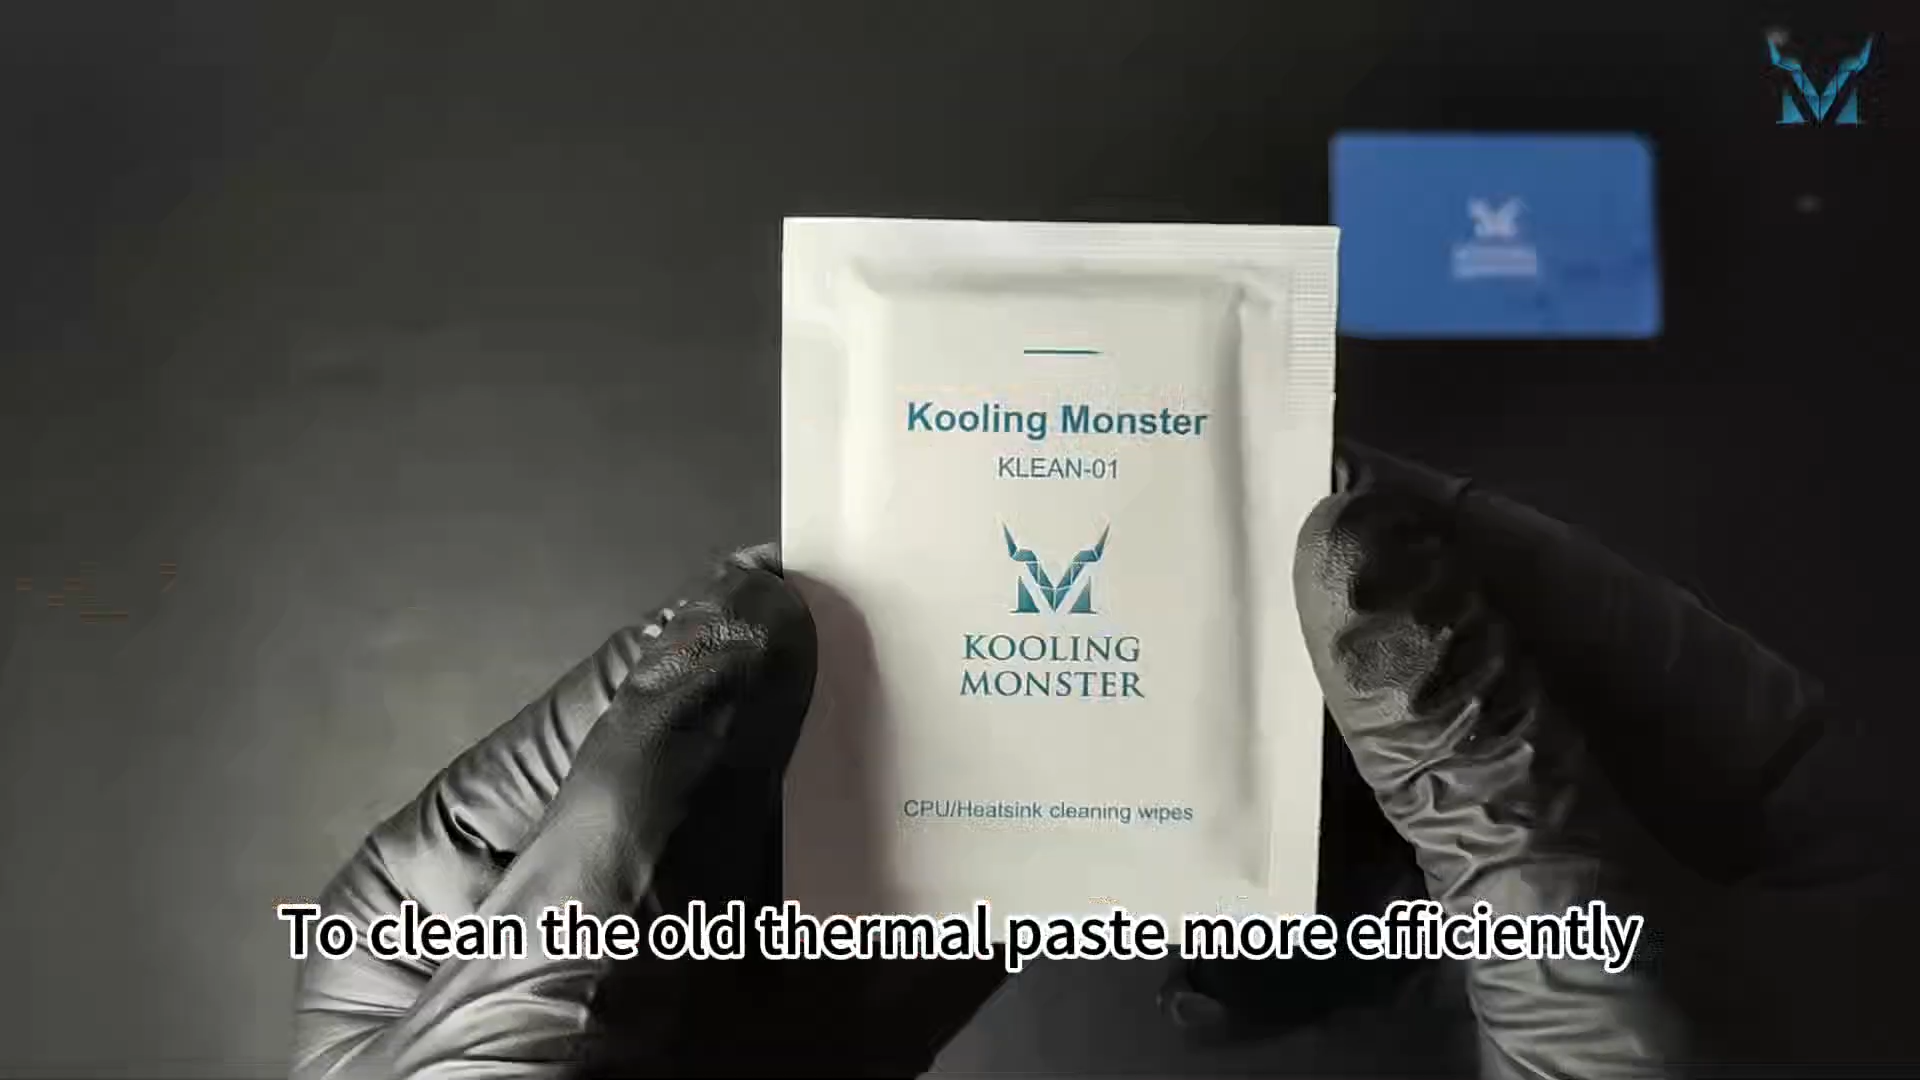 Kooling Monster
KLEAN-01
KOOLING
MONSTER
CPU/Heatsink cleaning wipes
To clean the old thermal paste more efficiently